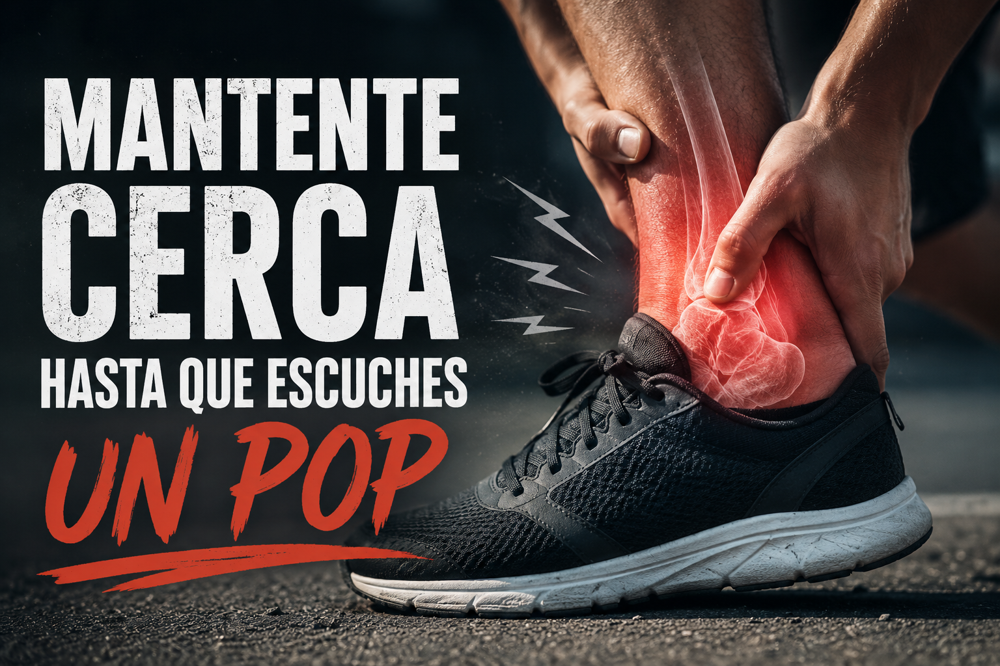 MANTENTE
CERCA
HASTA QUE ESCUCHES
UN POP